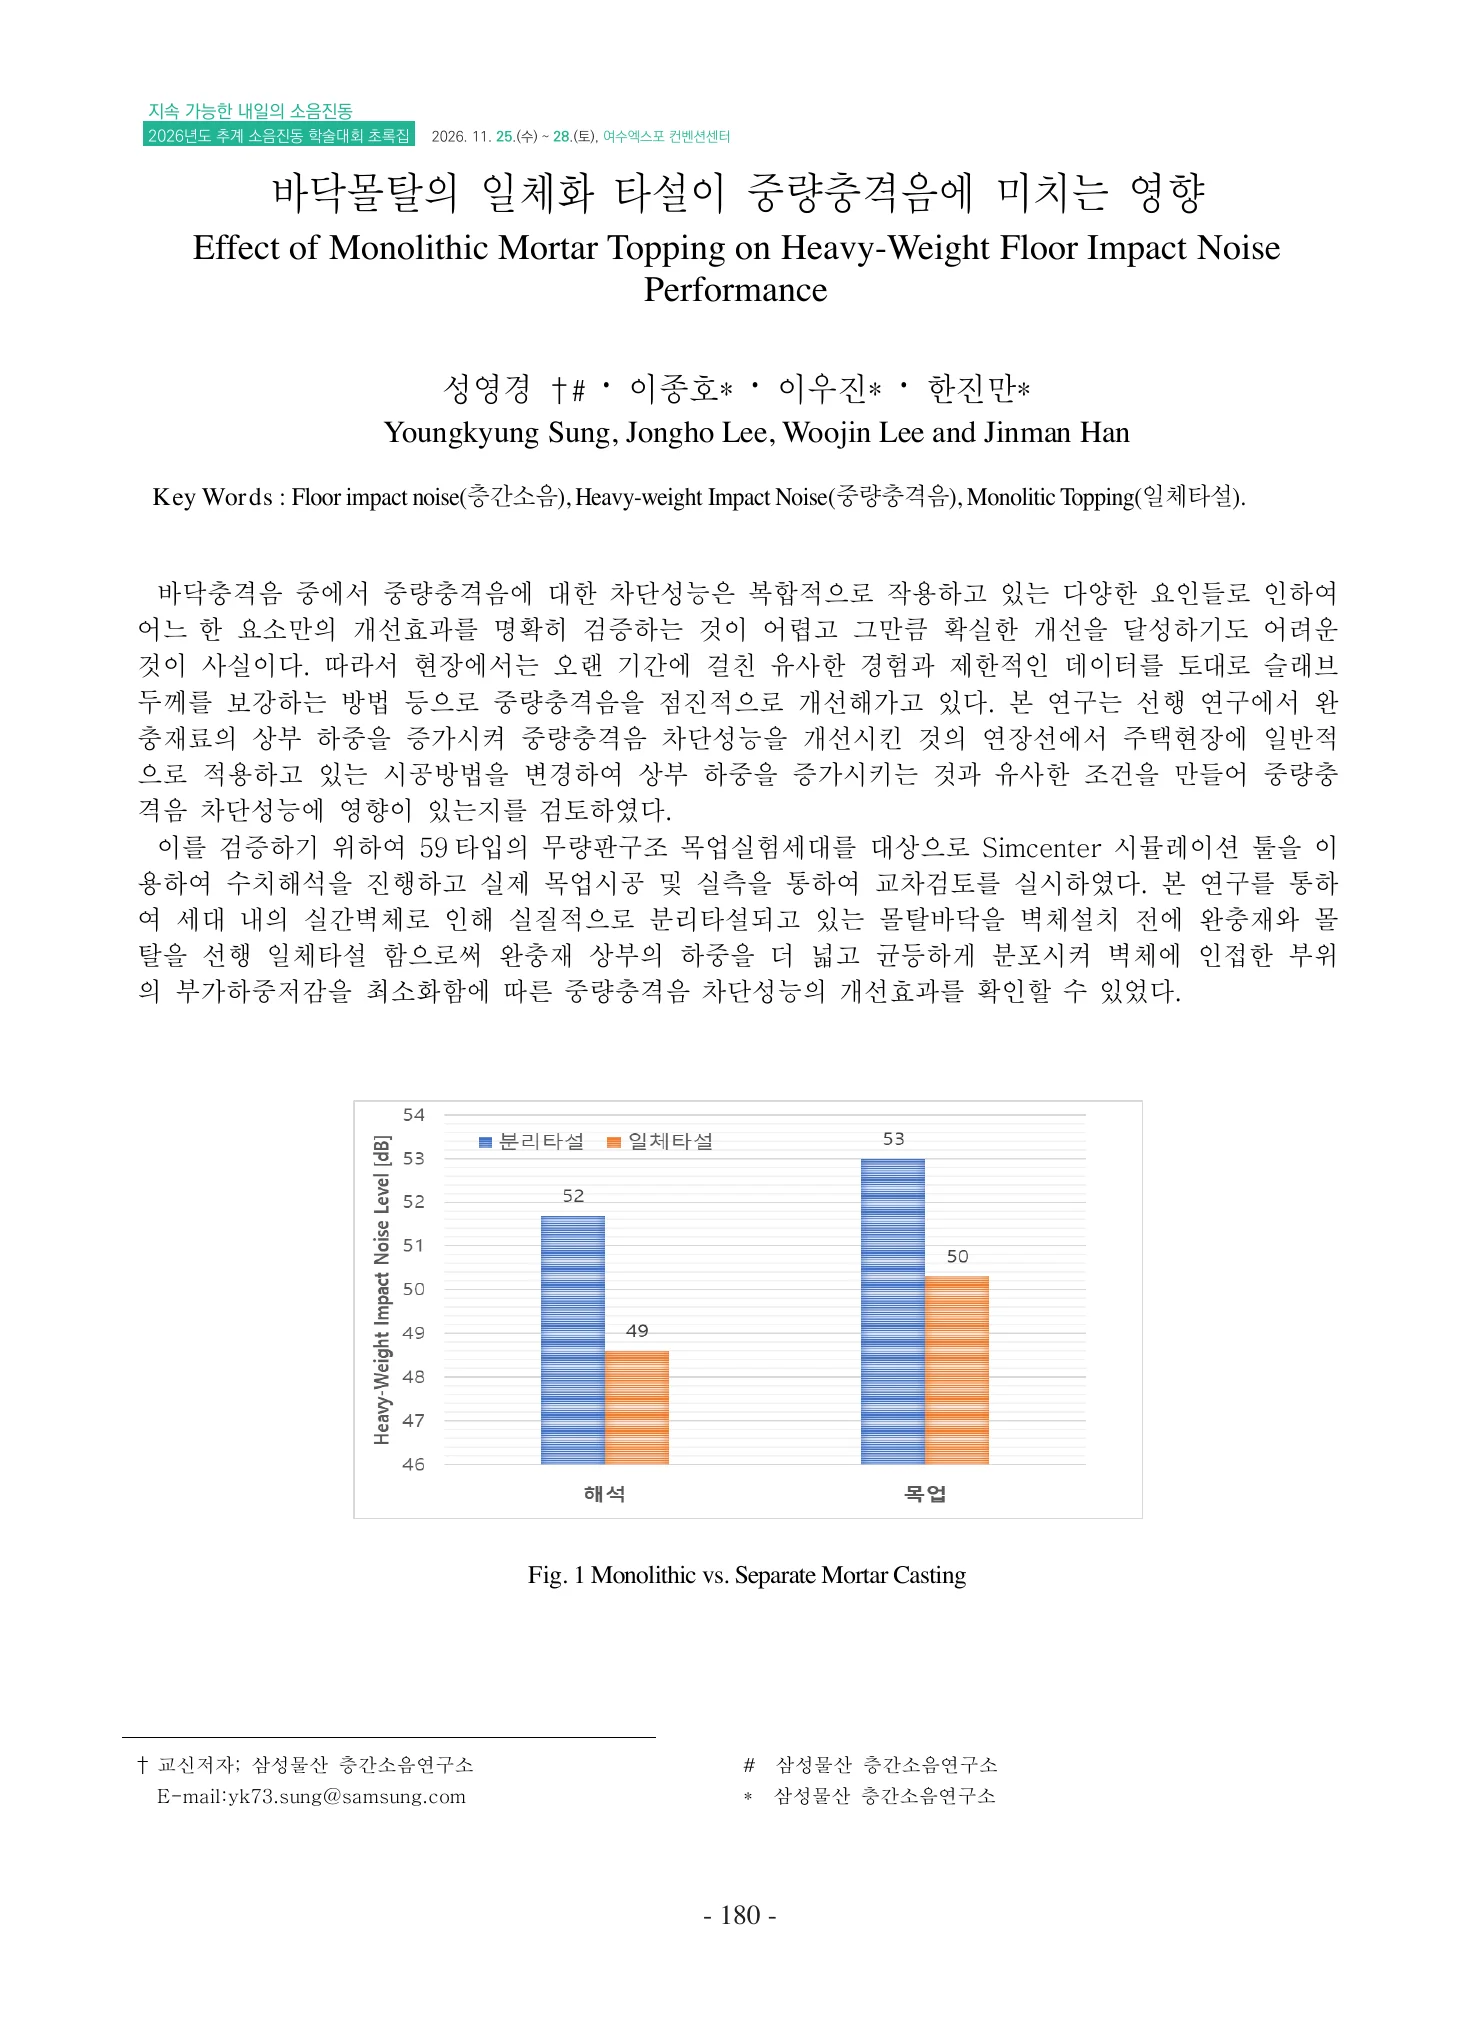 지속 가능한 내일의 소음진동
2026년도 추계 소음진동 학술대회 초록집 2026. 11. 25.(수) ~ 28.(토), 여수엑스포 컨벤션센터
바닥몰탈의 일체화 타설이 중량충격음에 미치는 영향
Effect of Monolithic Mortar Topping on Heavy-Weight Floor Impact Noise
Performance
성영경 †# · 이종호* · 이우진* · 한진만*
Youngkyung Sung, Jongho Lee, Woojin Lee and Jinman Han
Key Words : Floor impact noise(층간소음), Heavy-weight Impact Noise(중량충격음), Monolitic Topping(일체타설).
바닥충격음 중에서 중량충격음에 대한 차단성능은 복합적으로 작용하고 있는 다양한 요인들로 인하여
어느 한 요소만의 개선효과를 명확히 검증하는 것이 어렵고 그만큼 확실한 개선을 달성하기도 어려운
것이 사실이다. 따라서 현장에서는 오랜 기간에 걸친 유사한 경험과 제한적인 데이터를 토대로 슬래브
두께를 보강하는 방법 등으로 중량충격음을 점진적으로 개선해가고 있다. 본 연구는 선행 연구에서 완
충재료의 상부 하중을 증가시켜 중량충격음 차단성능을 개선시킨 것의 연장선에서 주택현장에 일반적
으로 적용하고 있는 시공방법을 변경하여 상부 하중을 증가시키는 것과 유사한 조건을 만들어 중량충
격음 차단성능에 영향이 있는지를 검토하였다.
이를 검증하기 위하여 59타입의 무량판구조 목업실험세대를 대상으로 Simcenter 시뮬레이션 툴을 이
용하여 수치해석을 진행하고 실제 목업시공 및 실측을 통하여 교차검토를 실시하였다. 본 연구를 통하
여 세대 내의 실간벽체로 인해 실질적으로 분리타설되고 있는 몰탈바닥을 벽체설치 전에 완충재와 몰
탈을 선행 일체타설 함으로써 완충재 상부의 하중을 더 넓고 균등하게 분포시켜 벽체에 인접한 부위
의 부가하중저감을 최소화함에 따른 중량충격음 차단성능의 개선효과를 확인할 수 있었다.
Heavy-Weight Impact Noise Level [dB]
54
53
52
51
50
49
48
47
46
분리타설 일체타설
52
49
53
50
해석 목업
Fig. 1 Monolithic vs. Separate Mortar Casting
† 교신저자; 삼성물산 층간소음연구소
E-mail:yk73.sung@samsung.com
# 삼성물산 층간소음연구소
* 삼성물산 층간소음연구소
- 180 -